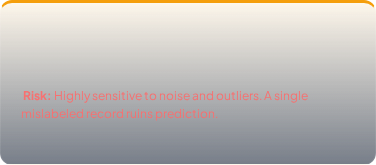 Risk: Highly sensitive to noise and outliers. A single
mislabeled record ruins prediction.